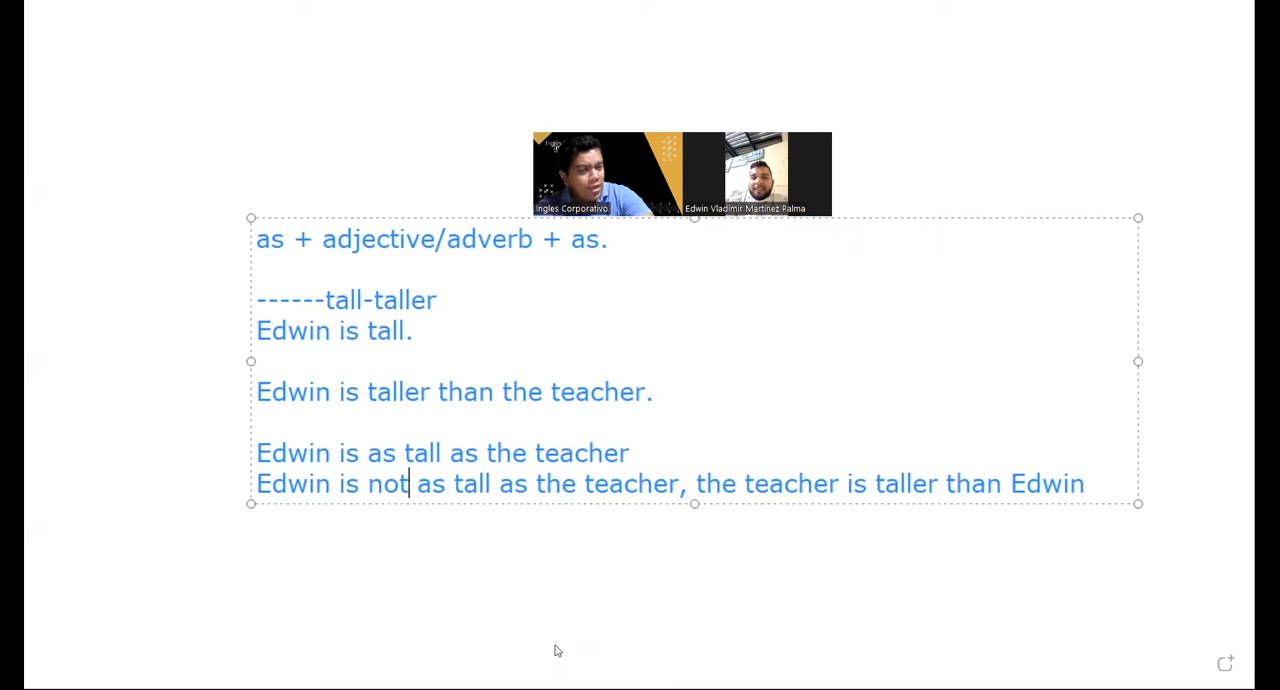 Ingles Corporativo
Edwin Vladimir Martinez Palma
as + adjective/adverb + as.
------tall-taller
Edwin is tall.
Edwin is taller than the teacher.
Edwin is as tall as the teacher
Edwin is not as tall as the teacher, the teacher is taller than Edwin